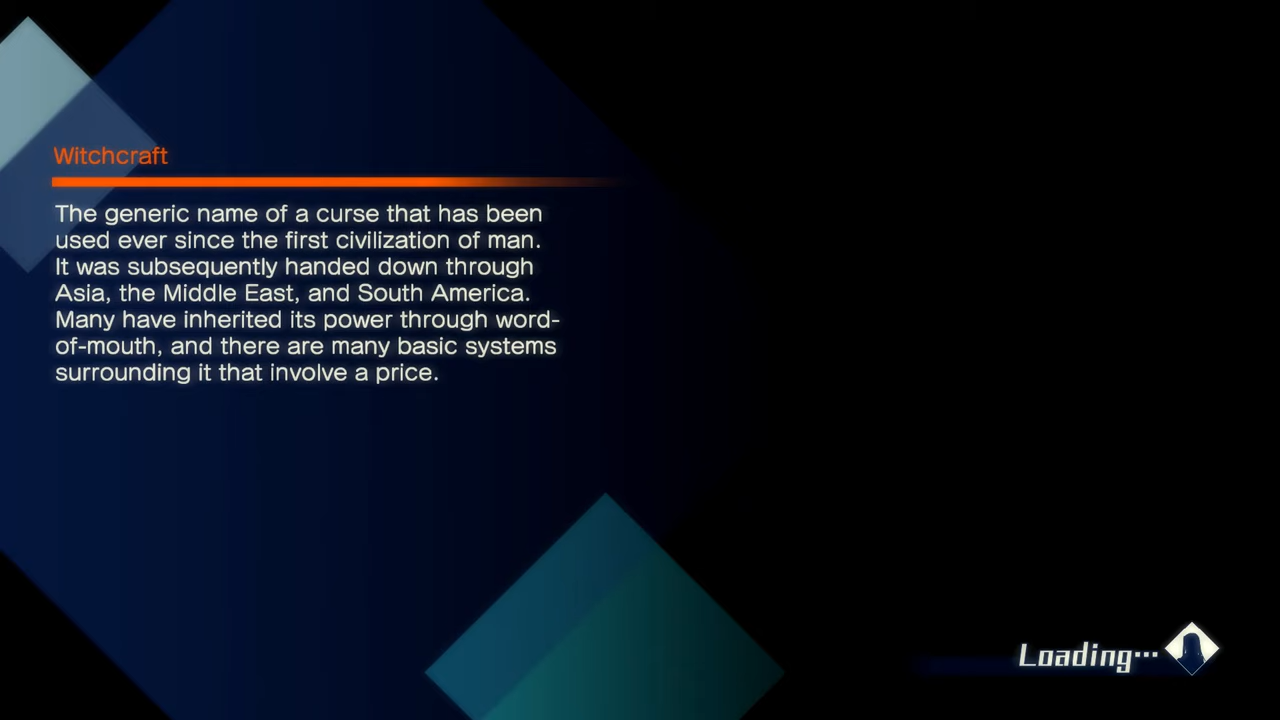 Witchcraft
The generic name of a curse that has been
used ever since the first civilization of man.
It was subsequently handed down through
Asia, the Middle East, and South America.
Many have inherited its power through word-
of-mouth, and there are many basic systems
surrounding it that involve a price.
Loading···